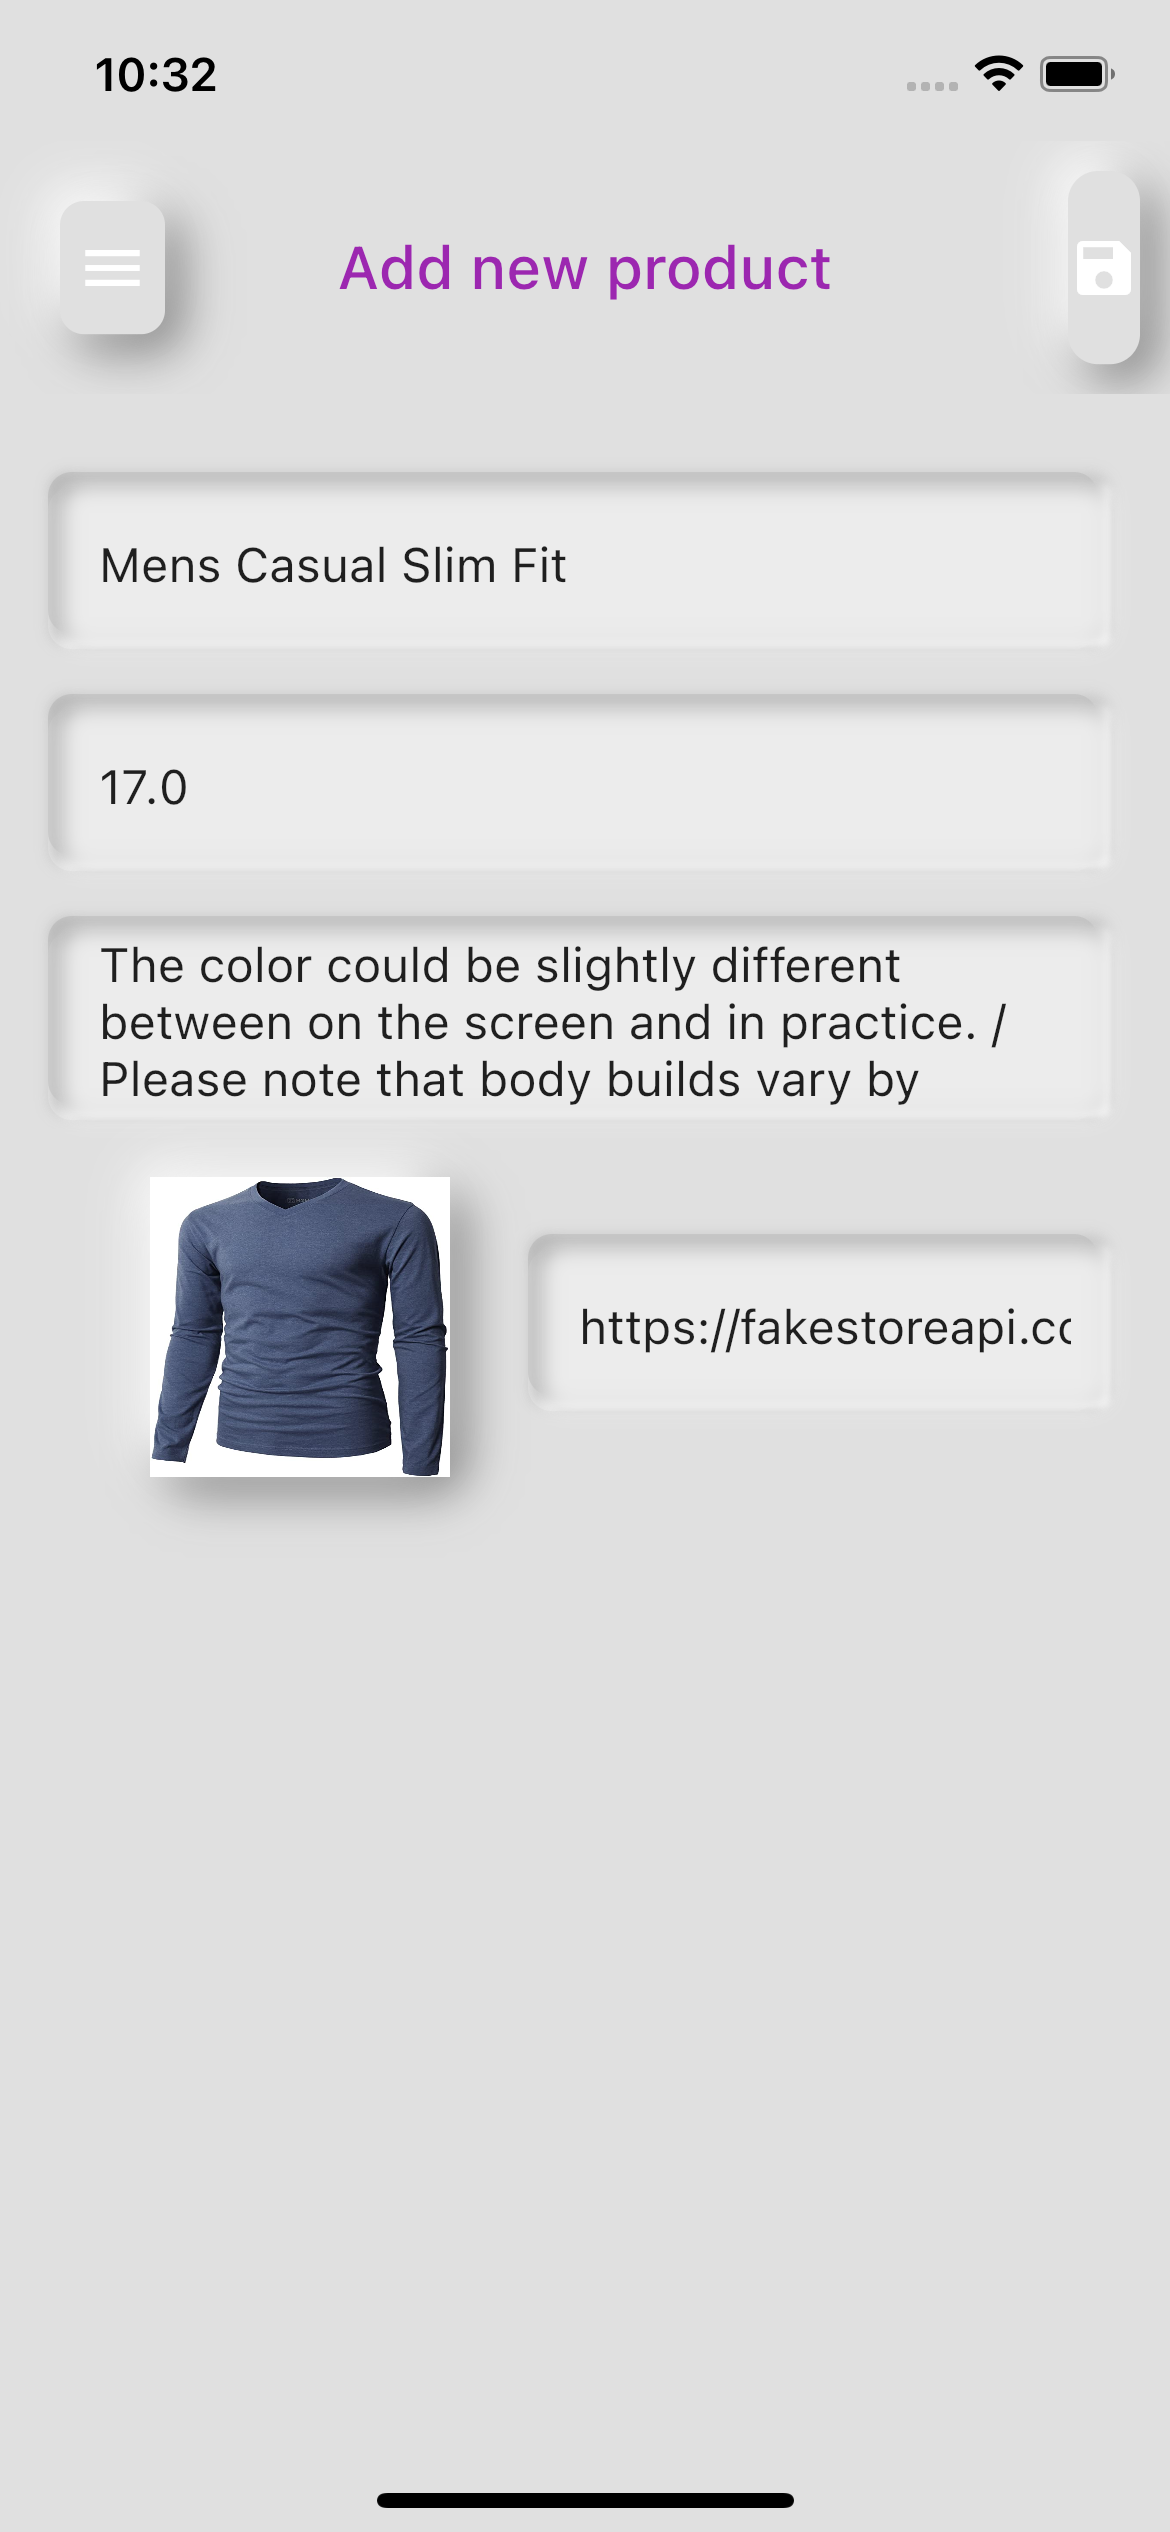 10:32
Add new product
Mens Casual Slim Fit
17.0
The color could be slightly different
between on the screen and in practice. /
Please note that body builds vary by
https://fakestoreapi.co